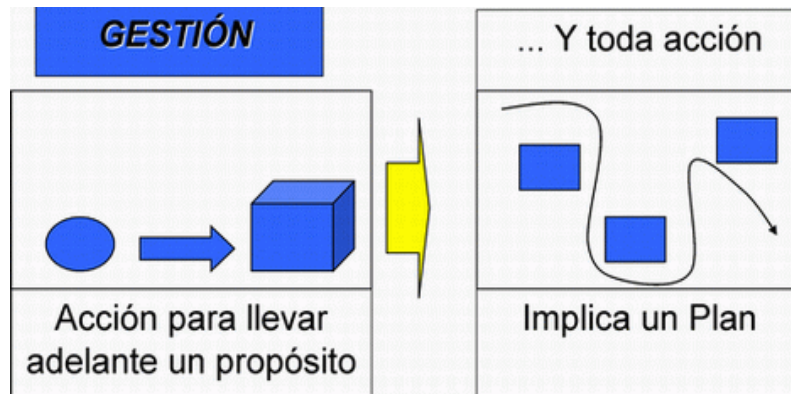 GESTIÓN
Acción para llevar
adelante un propósito
... Y toda acción
Implica un Plan